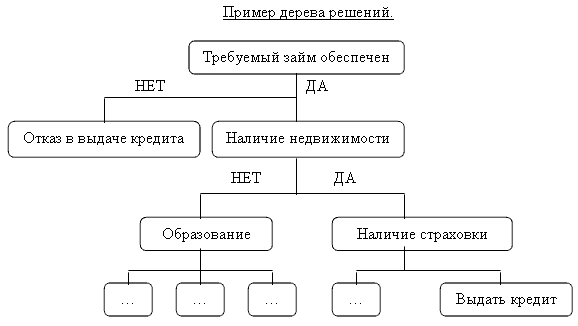 Пример дерева решений.
Требуемый займ обеспечен
НЕТ ДА
Отказ в выдаче кредита
Наличие недвижимости
НЕТ ДА
Образование
Наличие страховки
...
...
...
...
Выдать кредит